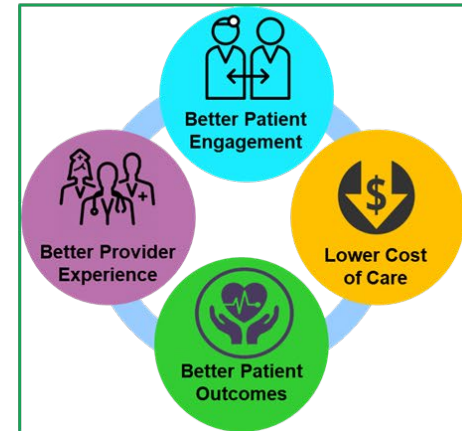 Better Patient
Engagement
$
Lower Cost
of Care
Better Patient
Outcomes
Better Provider
Experience